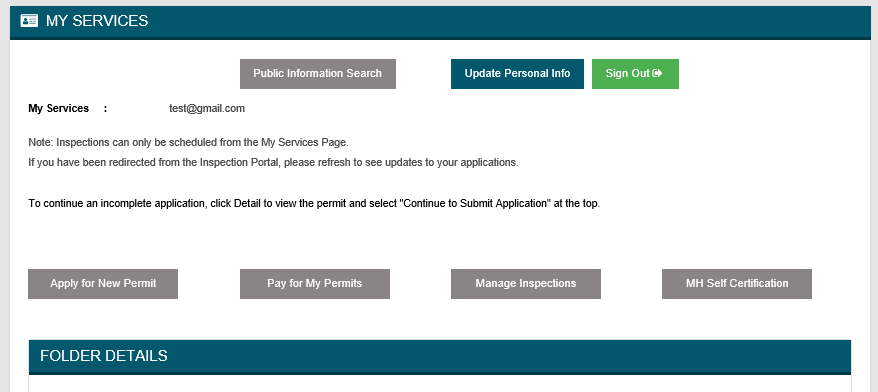 MY SERVICES
Public Information Search
Update Personal Info
Sign Out
My Services : test@gmail.com
Note: Inspections can only be scheduled from the My Services Page.
If you have been redirected from the Inspection Portal, please refresh to see updates to your applications.
To continue an incomplete application, click Detail to view the permit and select "Continue to Submit Application" at the top.
Apply for New Permit
Pay for My Permits
Manage Inspections
MH Self Certification
FOLDER DETAILS